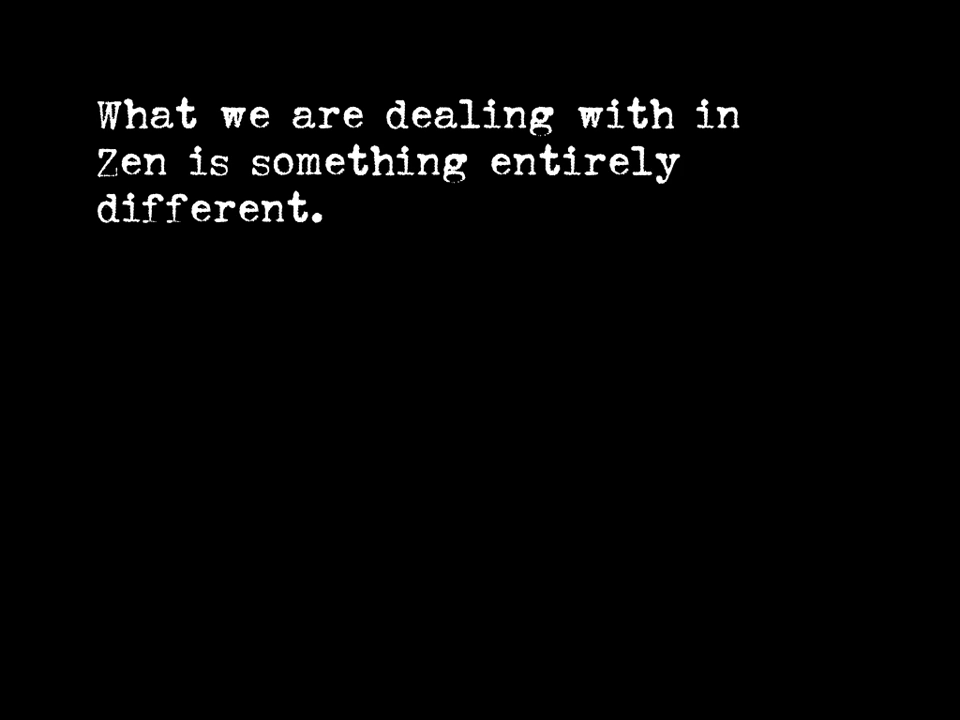 What we are dealing with in
Zen is something entirely
different.